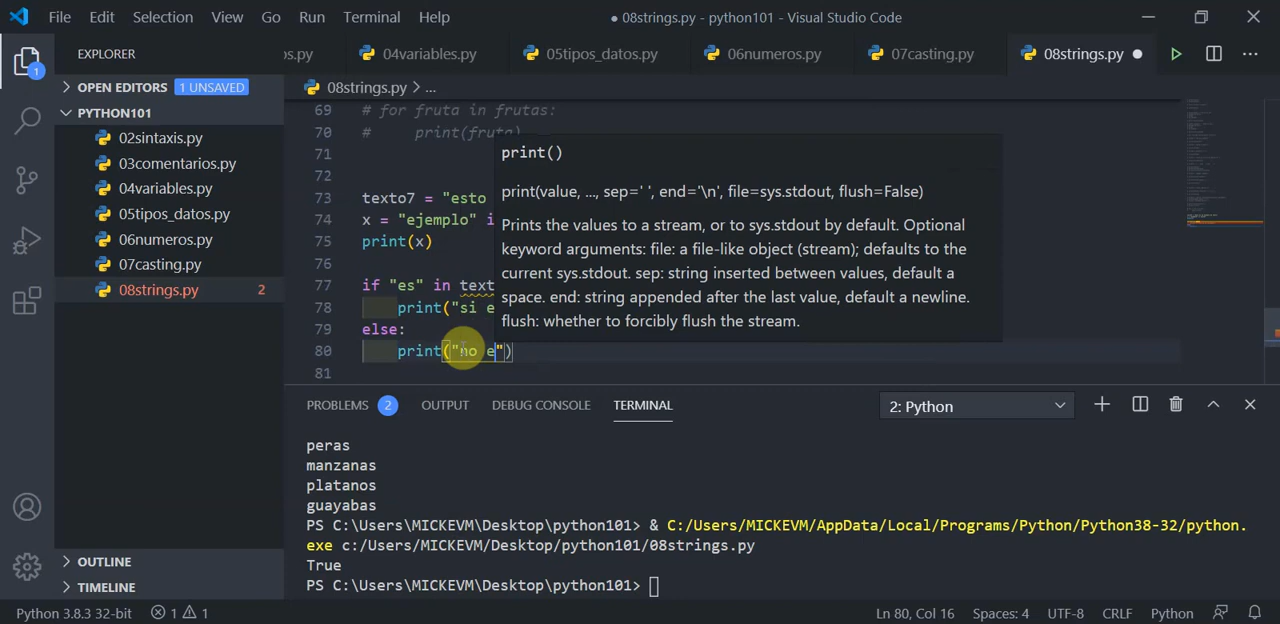 File Edit Selection View Go Run Terminal Help
● 08strings.py - python101 - Visual Studio Code
EXPLORER
os.py 04variables.py 05tipos_datos.py 06numeros.py 07casting.py 08strings.py
OPEN EDITORS 1 UNSAVED
PYTHON101
02sintaxis.py
03comentarios.py
04variables.py
05tipos_datos.py
06numeros.py
07casting.py
08strings.py 2
OUTLINE
TIMELINE
1
08strings.py > ...
69 # for fruta in frutas:
70 # print(fruta)
71
72
73 texto7 = "esto
74 x = "ejemplo" i
75 print(x)
76
77 if "es" in text
78 print("si e
79 else:
80 print("no e")
81
print()
print(value, ..., sep=' ', end='\n', file=sys.stdout, flush=False)
Prints the values to a stream, or to sys.stdout by default. Optional
keyword arguments: file: a file-like object (stream); defaults to the
current sys.stdout. sep: string inserted between values, default a
space. end: string appended after the last value, default a newline.
flush: whether to forcibly flush the stream.
PROBLEMS 2 OUTPUT DEBUG CONSOLE TERMINAL 2: Python
peras
manzanas
platanos
guayabas
PS C:\Users\MICKEVM\Desktop\python101> & C:/Users/MICKEVM/AppData/Local/Programs/Python/Python38-32/python.
exe c:/Users/MICKEVM/Desktop/python101/08strings.py
True
PS C:\Users\MICKEVM\Desktop\python101>
Python 3.8.3 32-bit 1 1 Ln 80, Col 16 Spaces: 4 UTF-8 CRLF Python